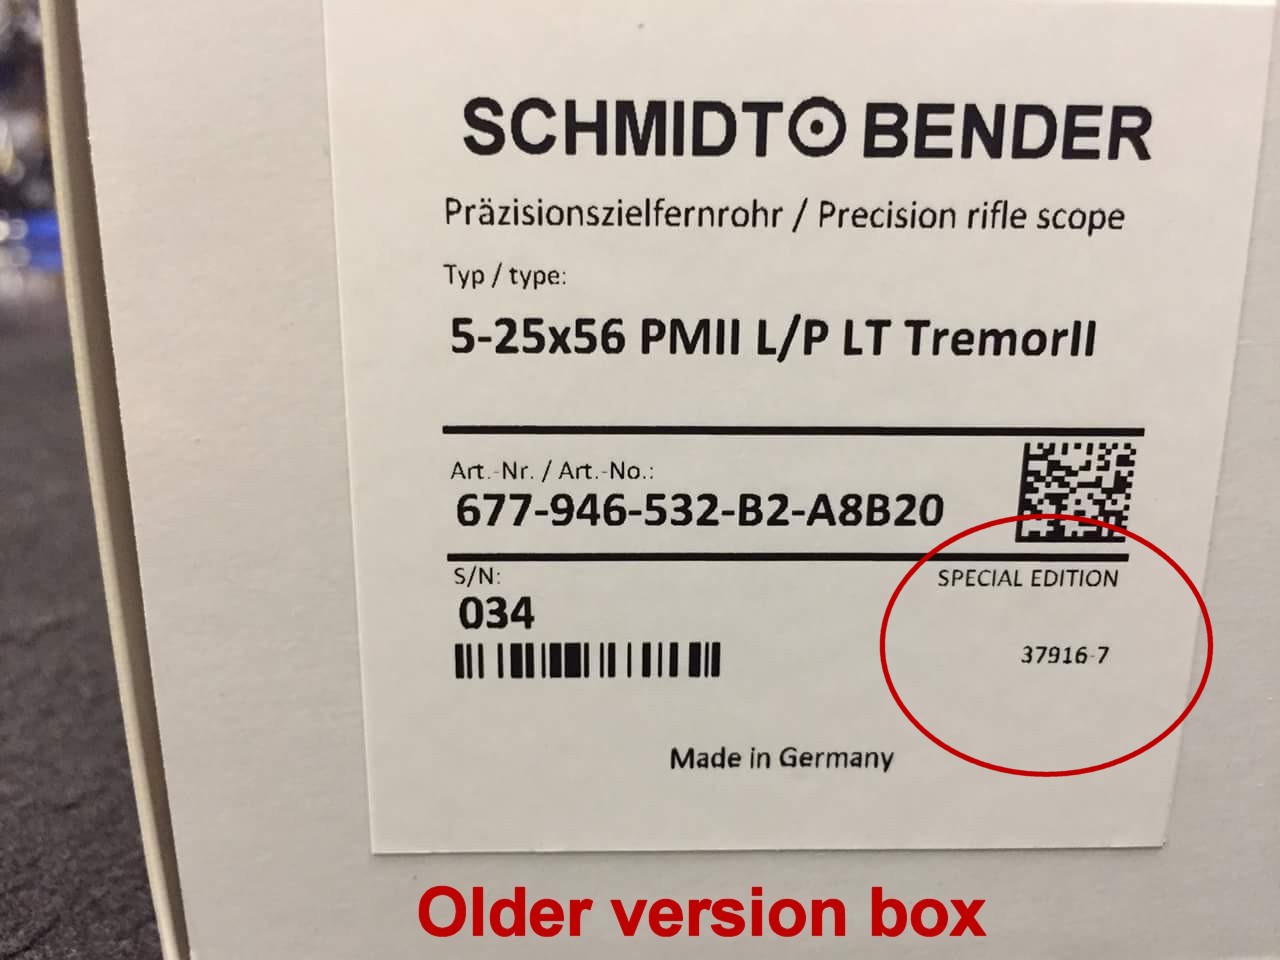 SCHMIDT BENDER
Präzisionszielfernrohr / Precision rifle scope
Typ / type:
5-25x56 PMII L/P LT TremorII
Art.-Nr. / Art.-No.:
677-946-532-B2-A8B20
S/N:
SPECIAL EDITION
034
37916-7
Made in Germany
Older version box